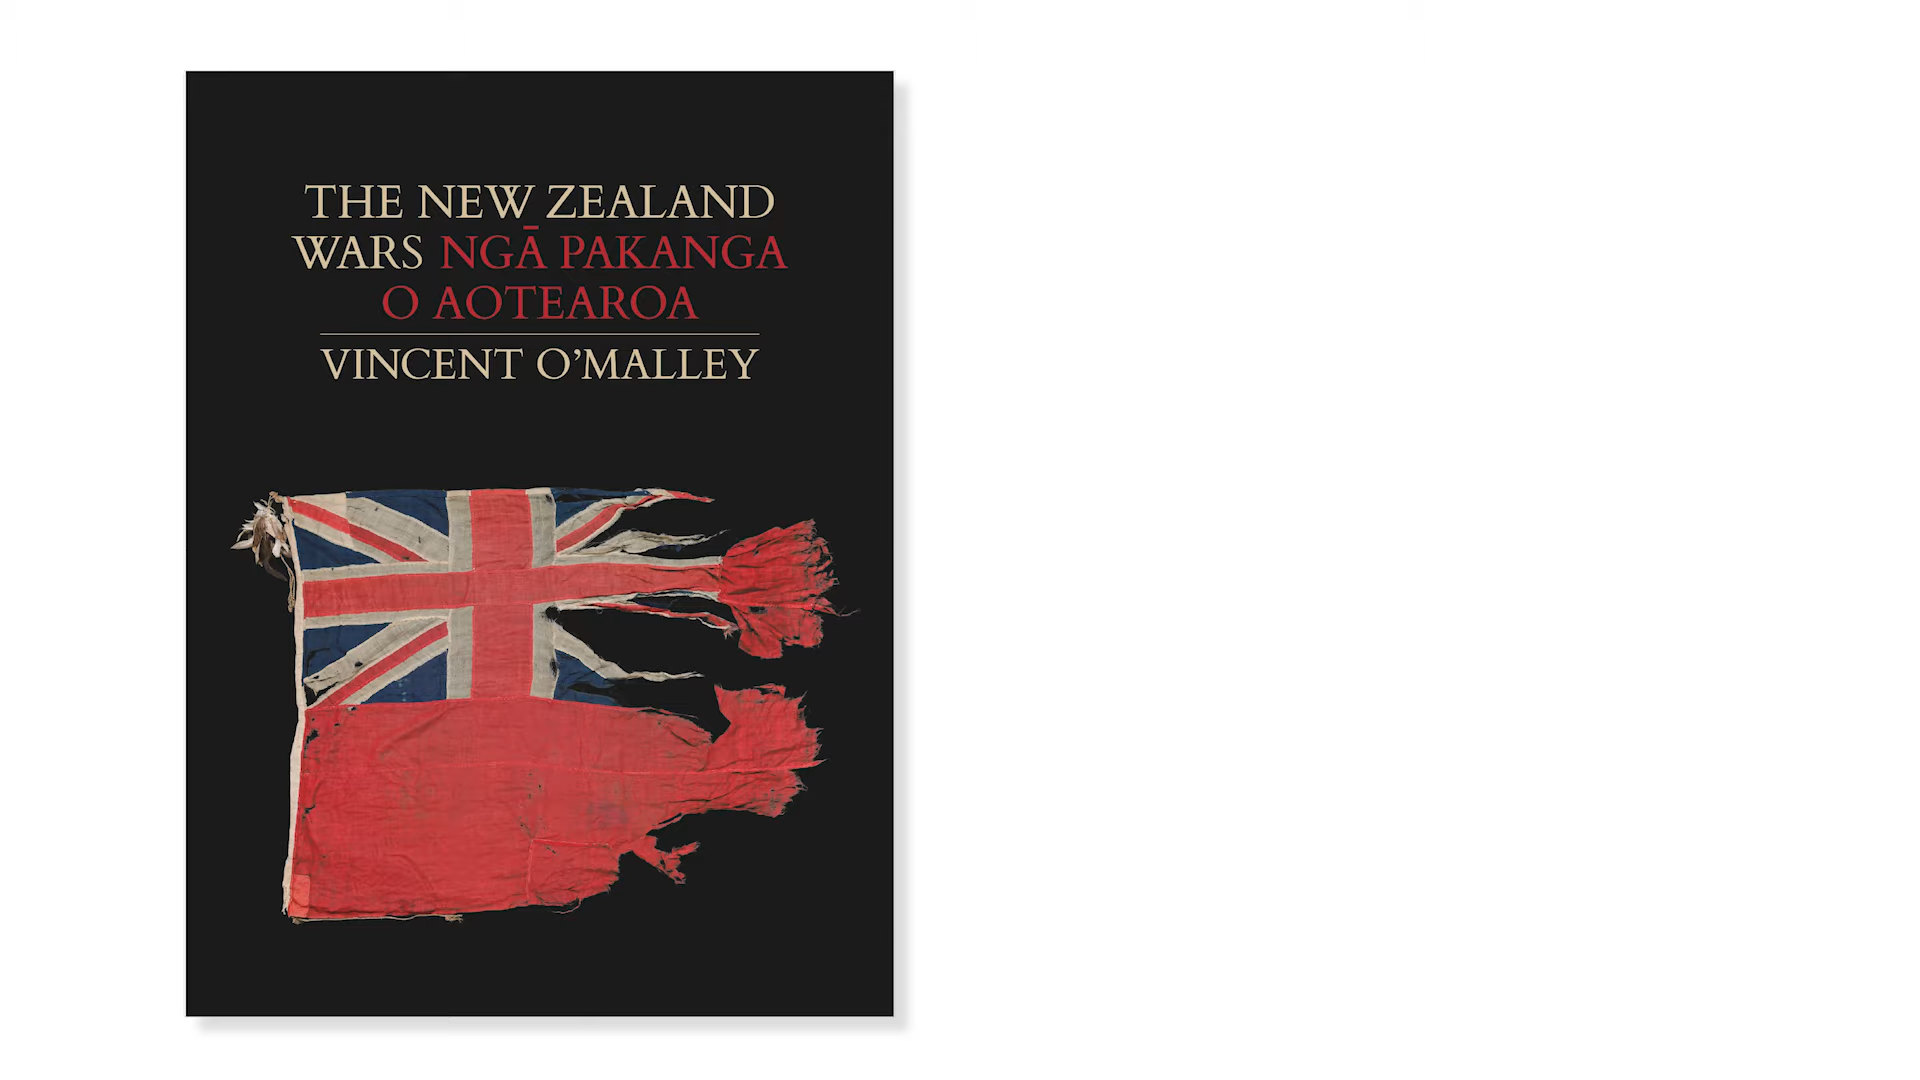 THE NEW ZEALAND
WARS NGĀ PAKANGA
O AOTEAROA
VINCENT O’MALLEY